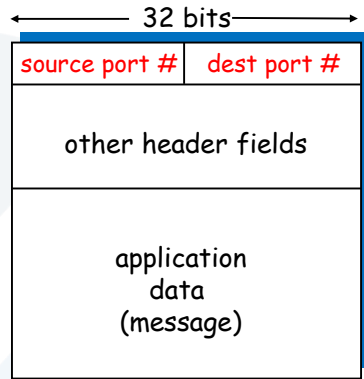 32 bits
source port # dest port #
other header fields
application
data
(message)